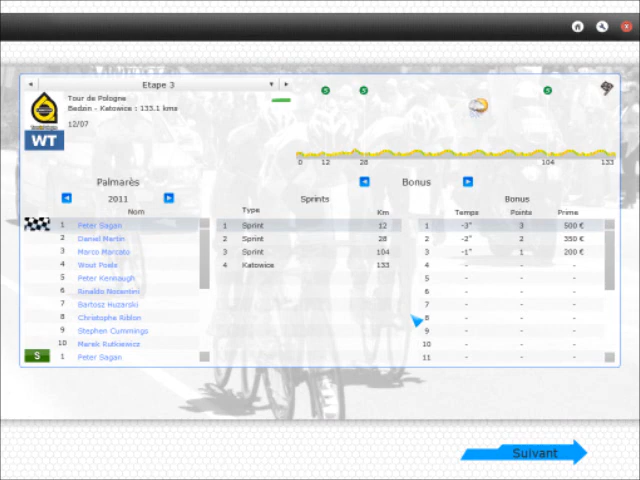 Etape 3
Tour de Pologne
Bedzin - Katowice : 133.1 kms
12/07
WT
S S S
0 12 28 104 133
Palmarès
2011
Nom
1 Peter Sagan
2 Daniel Martin
3 Marco Marcato
4 Wout Poels
5 Peter Kennaugh
6 Rinaldo Nocentini
7 Bartosz Huzarski
8 Christophe Riblon
9 Stephen Cummings
10 Marek Rutkiewicz
S 1 Peter Sagan
Bonus
Sprints
Type Km
1 Sprint 12
2 Sprint 28
3 Sprint 104
4 Katowice 133
Bonus
Temps Points Prime
1 -3" 3 500 €
2 -2" 2 350 €
3 -1" 1 200 €
4 - - -
5 - - -
6 - - -
7 - - -
8 - - -
9 - - -
10 - - -
11 - - -
Suivant